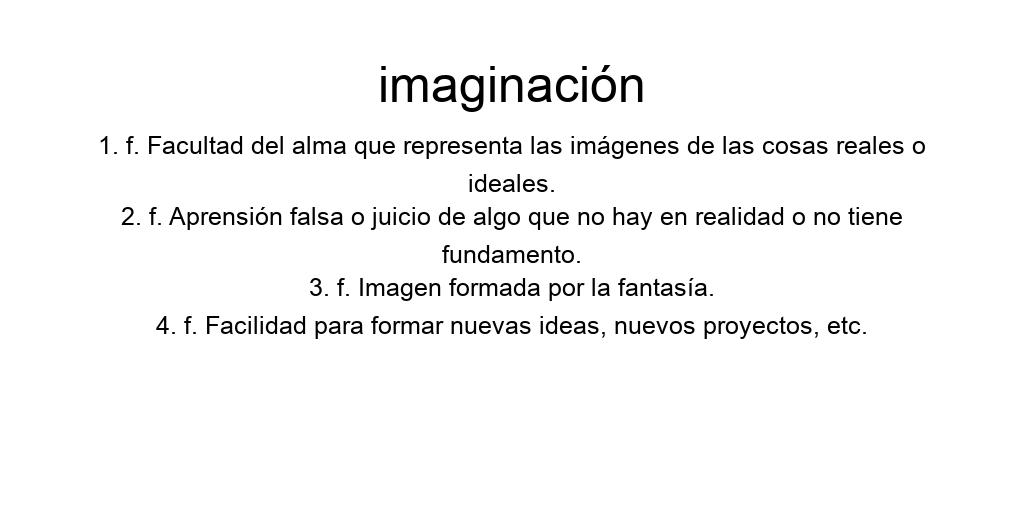 imaginación
1. f. Facultad del alma que representa las imágenes de las cosas reales o
ideales.
2. f. Aprensión falsa o juicio de algo que no hay en realidad o no tiene
fundamento.
3. f. Imagen formada por la fantasía.
4. f. Facilidad para formar nuevas ideas, nuevos proyectos, etc.